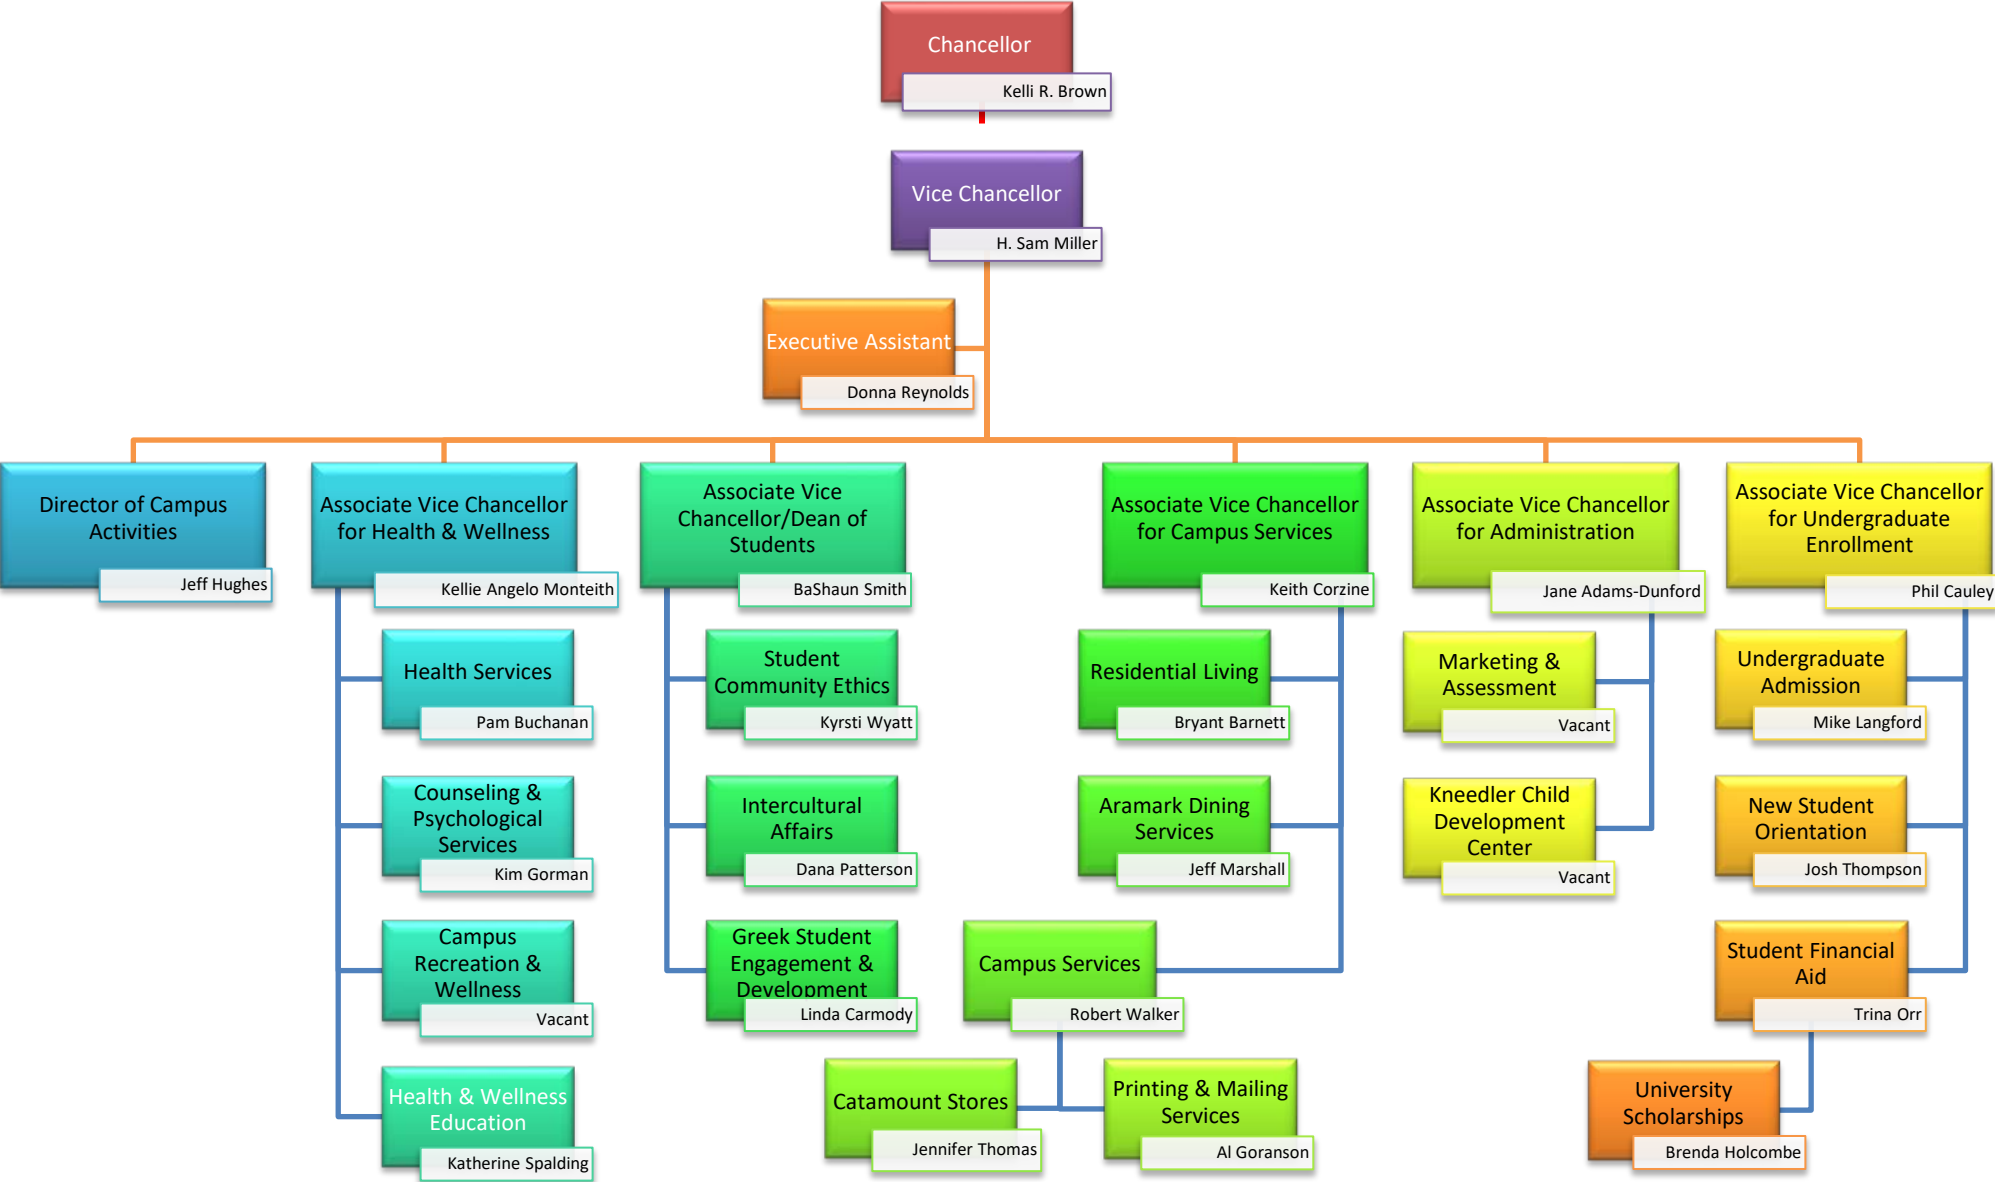 Chancellor
Kelli R. Brown
Vice Chancellor
H. Sam Miller
Executive Assistant
Donna Reynolds
Director of Campus
Activities
Jeff Hughes
Associate Vice Chancellor
for Health & Wellness
Kellie Angelo Monteith
Associate Vice
Chancellor/Dean of
Students
BaShaun Smith
Associate Vice Chancellor
for Campus Services
Keith Corzine
Associate Vice Chancellor
for Administration
Jane Adams-Dunford
Associate Vice Chancellor
for Undergraduate
Enrollment
Phil Cauley
Health Services
Pam Buchanan
Counseling &
Psychological
Services
Kim Gorman
Campus
Recreation &
Wellness
Vacant
Health & Wellness
Education
Katherine Spalding
Student
Community Ethics
Kyrsti Wyatt
Intercultural
Affairs
Dana Patterson
Greek Student
Engagement &
Development
Linda Carmody
Residential Living
Bryant Barnett
Aramark Dining
Services
Jeff Marshall
Campus Services
Robert Walker
Catamount Stores
Jennifer Thomas
Printing & Mailing
Services
Al Goranson
Marketing &
Assessment
Vacant
Kneedler Child
Development
Center
Vacant
Undergraduate
Admission
Mike Langford
New Student
Orientation
Josh Thompson
Student Financial
Aid
Trina Orr
University
Scholarships
Brenda Holcombe